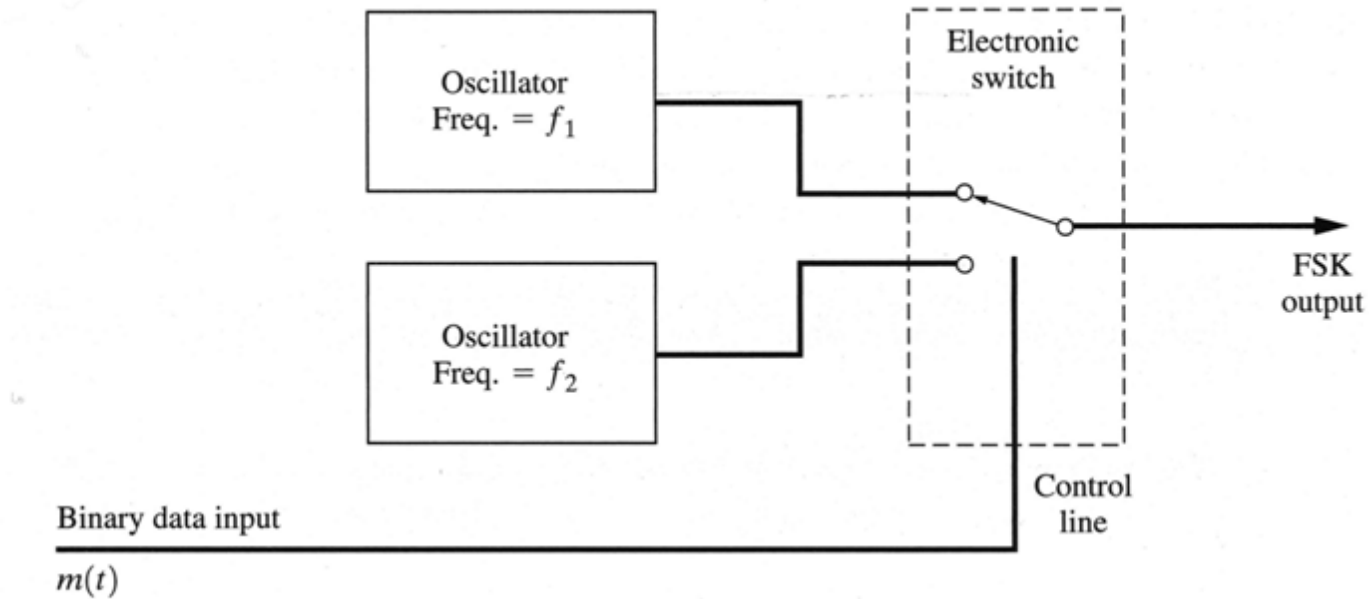 Oscillator
Freq. = f₁
Electronic
switch
Oscillator
Freq. = f₂
FSK
output
Control
line
Binary data input
m(t)